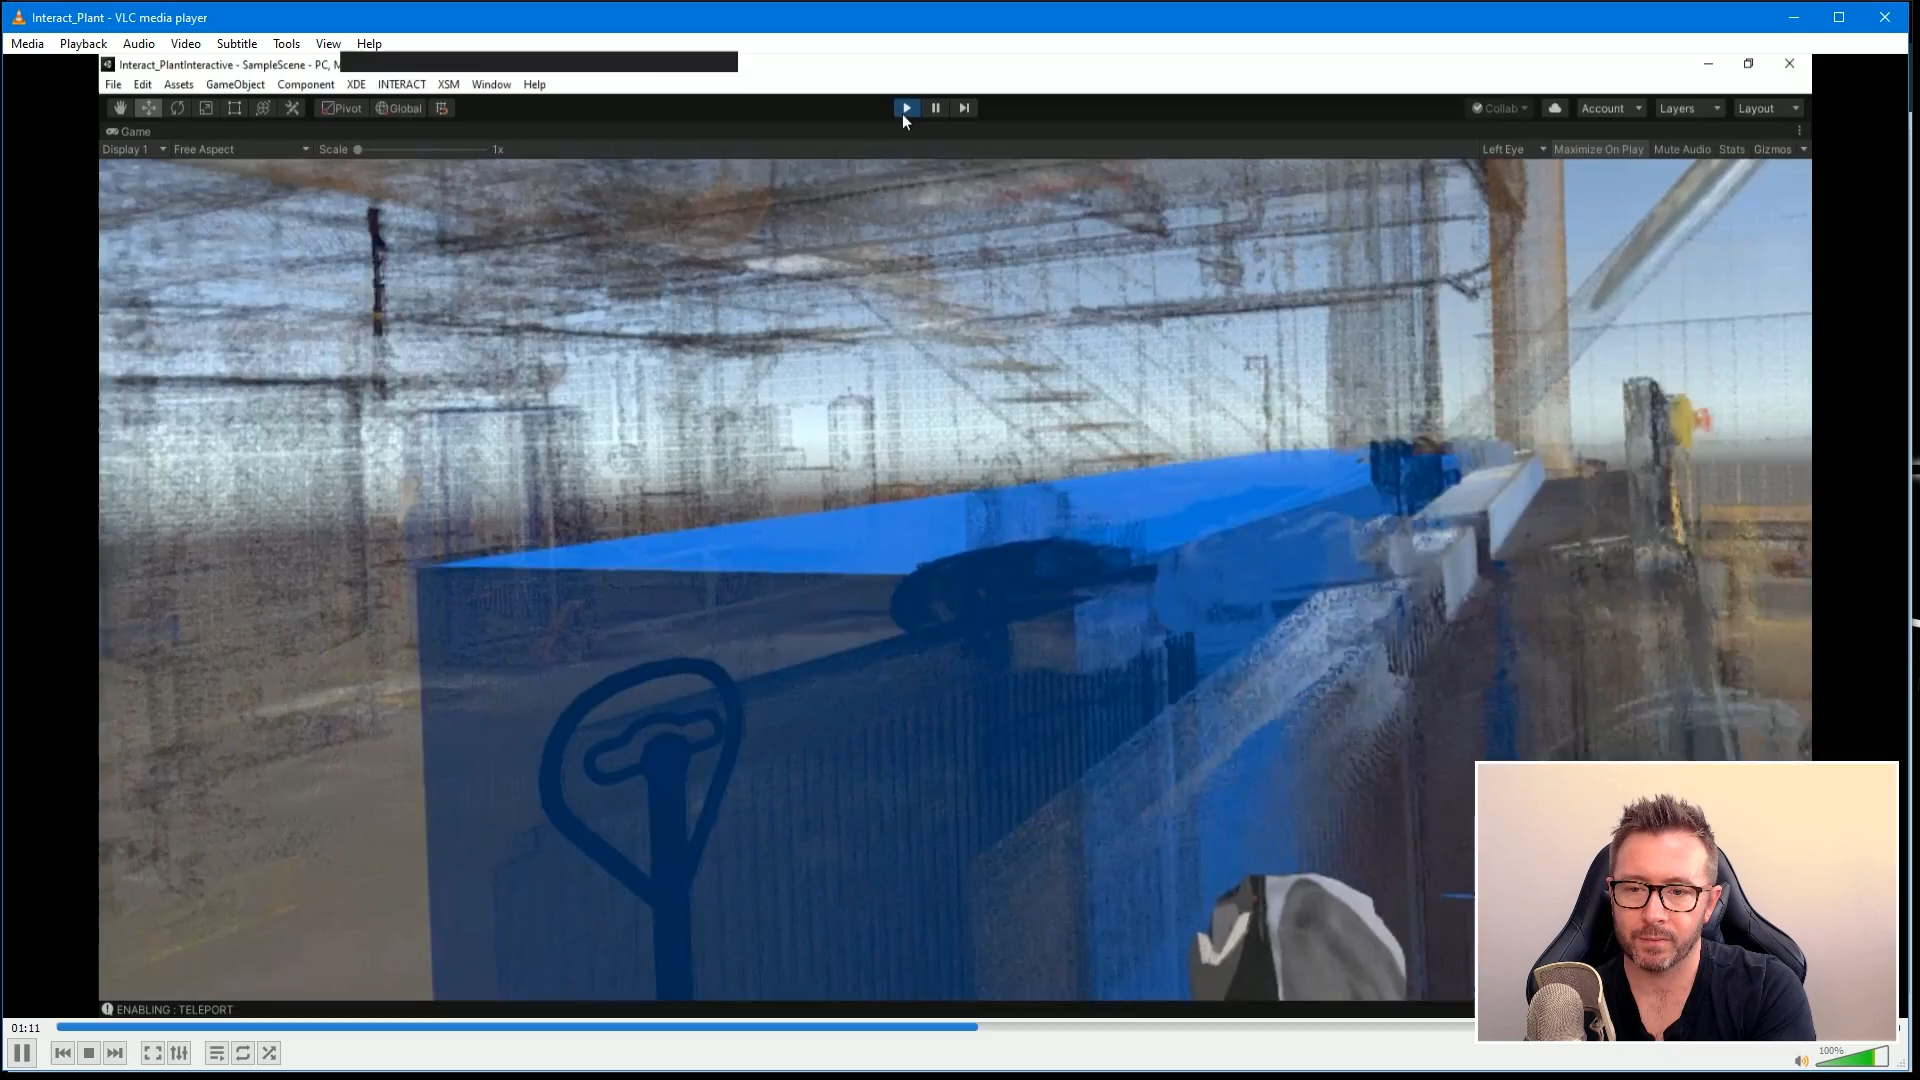 Interact_Plant - VLC media player
Media Playback Audio Video Subtitle Tools View Help
Interact_PlantInteractive - SampleScene - PC, M
File Edit Assets GameObject Component XDE INTERACT XSM Window Help
Pivot Global Collab Account Layers Layout
Game
Display 1 Free Aspect Scale 1x Left Eye Maximize On Play Mute Audio Stats Gizmos
ENABLING : TELEPORT
01:11
100%